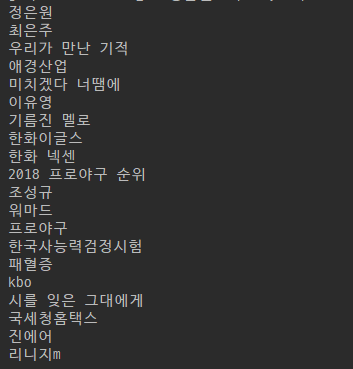 정은원
최은주
우리가 만난 기적
애경산업
미치겠다 너땜에
이유영
기름진 멜로
한화이글스
한화 넥센
2018 프로야구 순위
조성규
워마드
프로야구
한국사능력검정시험
패혈증
kbo
시를 잊은 그대에게
국세청홈택스
진에어
리니지m